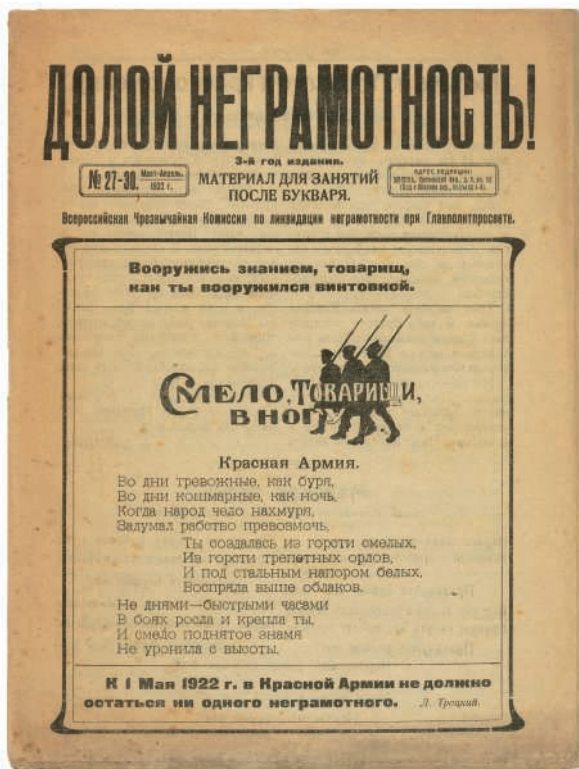 ДОЛОЙ НЕГРАМОТНОСТЬ!
3-й год издания.
№ 27-30. Март-Апрель. 1922 г.
МАТЕРИАЛ ДЛЯ ЗАНЯТИЙ
ПОСЛЕ БУКВАРЯ.
АДРЕС РЕДАКЦИИ:
Всероссийская Чрезвычайная Комиссия по ликвидации неграмотности при Главполитпросвете.
Вооружись знанием, товарищ,
как ты вооружился винтовкой.
СМЕЛО, ТОВАРИЩИ,
В НОГУ
Красная Армия.
Во дни тревожные, как буря,
Во дни кошмарные, как ночь,
Когда народ чело нахмуря,
Задумал рабство превозмочь,
Ты создалась из горсти смелых,
Из горсти трепетных орлов,
И под стальным напором белых,
Воспряла выше облаков.
Не днями—быстрыми часами
В боях росла и крепла ты,
И смело поднятое знамя
Не уронила с высоты.
К 1 Мая 1922 г. в Красной Армии не должно
остаться ни одного неграмотного. Л. Троцкий.